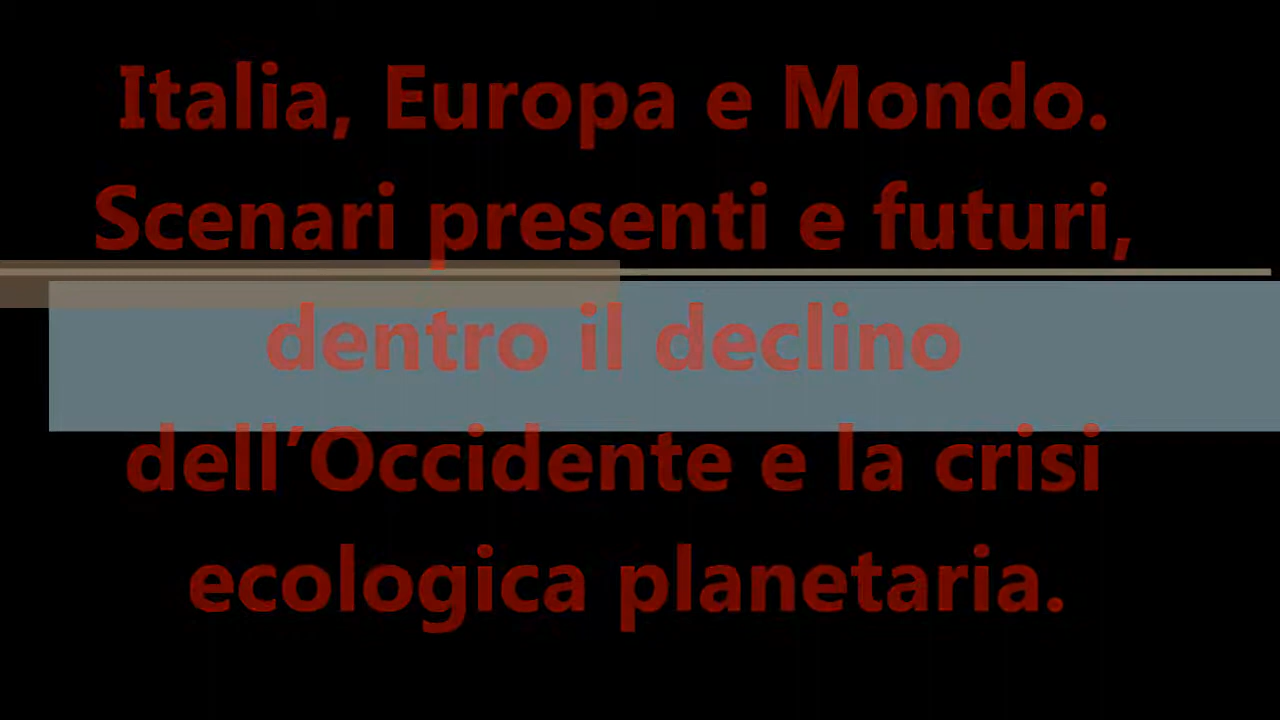 Italia, Europa e Mondo.
Scenari presenti e futuri,
dentro il declino
dell’Occidente e la crisi
ecologica planetaria.